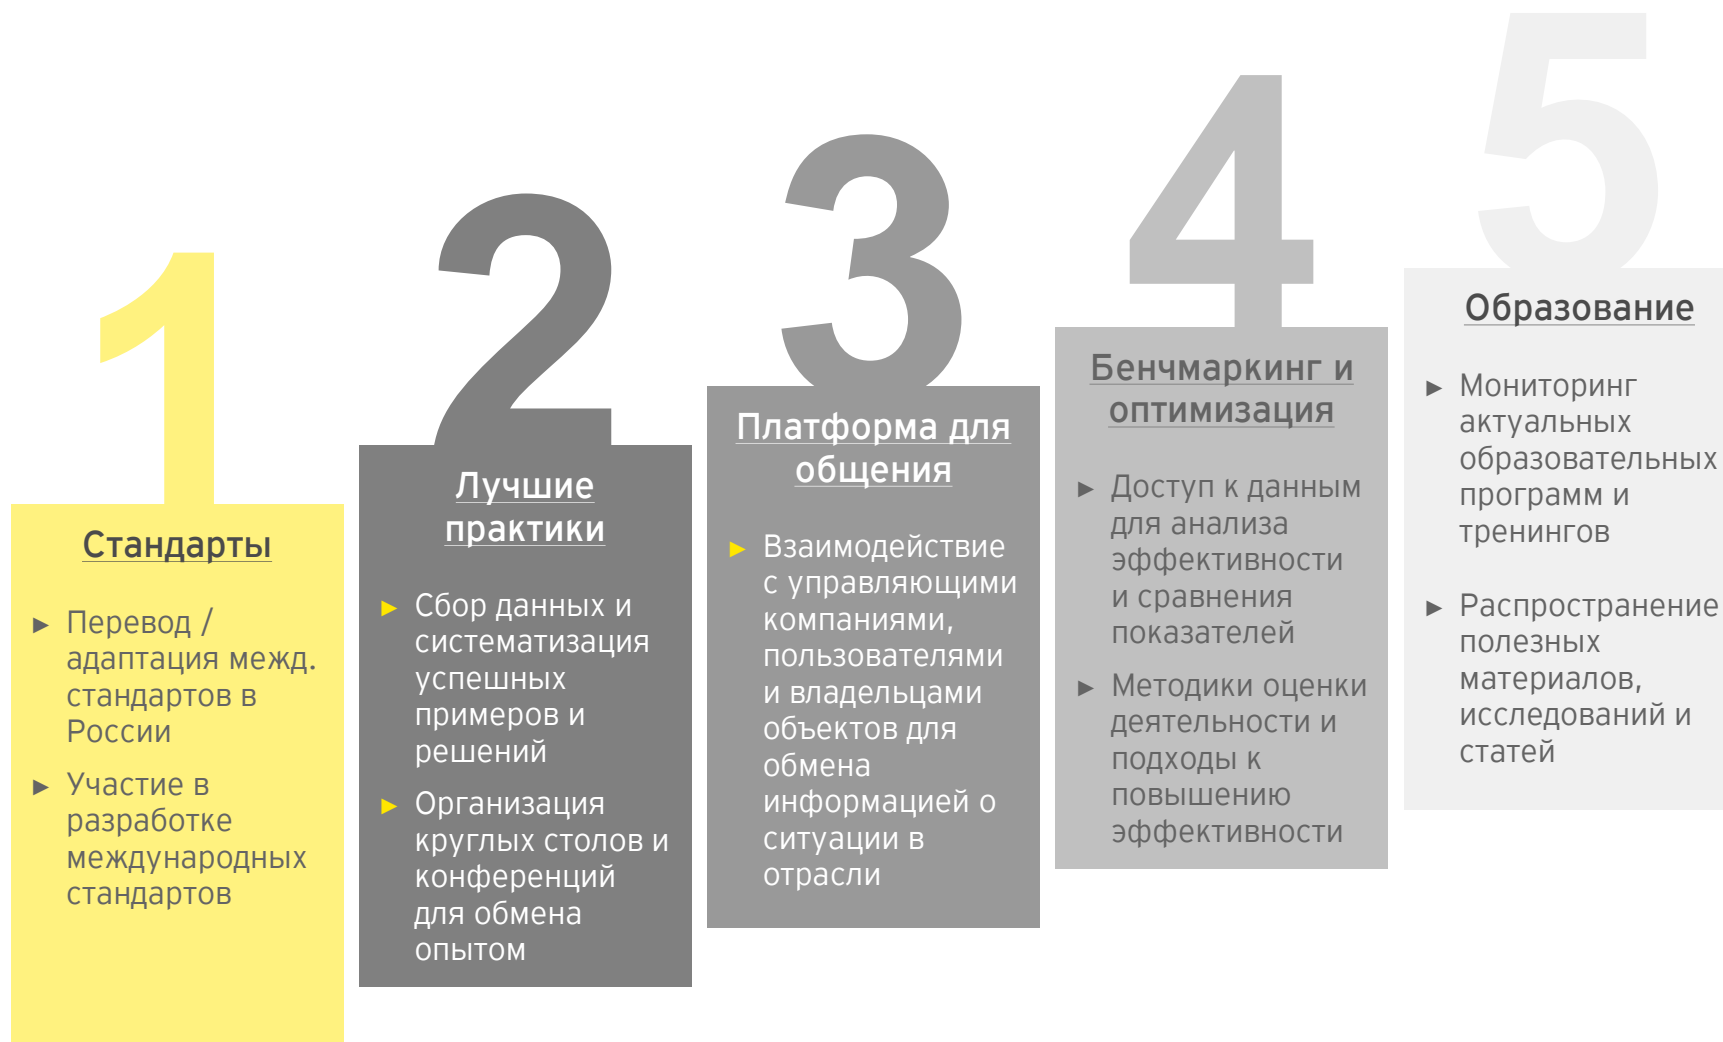 1
Стандарты
► Перевод /
адаптация межд.
стандартов в
России
► Участие в
разработке
международных
стандартов
2
Лучшие
практики
► Сбор данных и
систематизация
успешных
примеров и
решений
► Организация
круглых столов и
конференций
для обмена
опытом
3
Платформа для
общения
► Взаимодействие
с управляющими
компаниями,
пользователями
и владельцами
объектов для
обмена
информацией о
ситуации в
отрасли
4
Бенчмаркинг и
оптимизация
► Доступ к данным
для анализа
эффективности
и сравнения
показателей
► Методики оценки
деятельности и
подходы к
повышению
эффективности
5
Образование
► Мониторинг
актуальных
образовательных
программ и
тренингов
► Распространение
полезных
материалов,
исследований и
статей